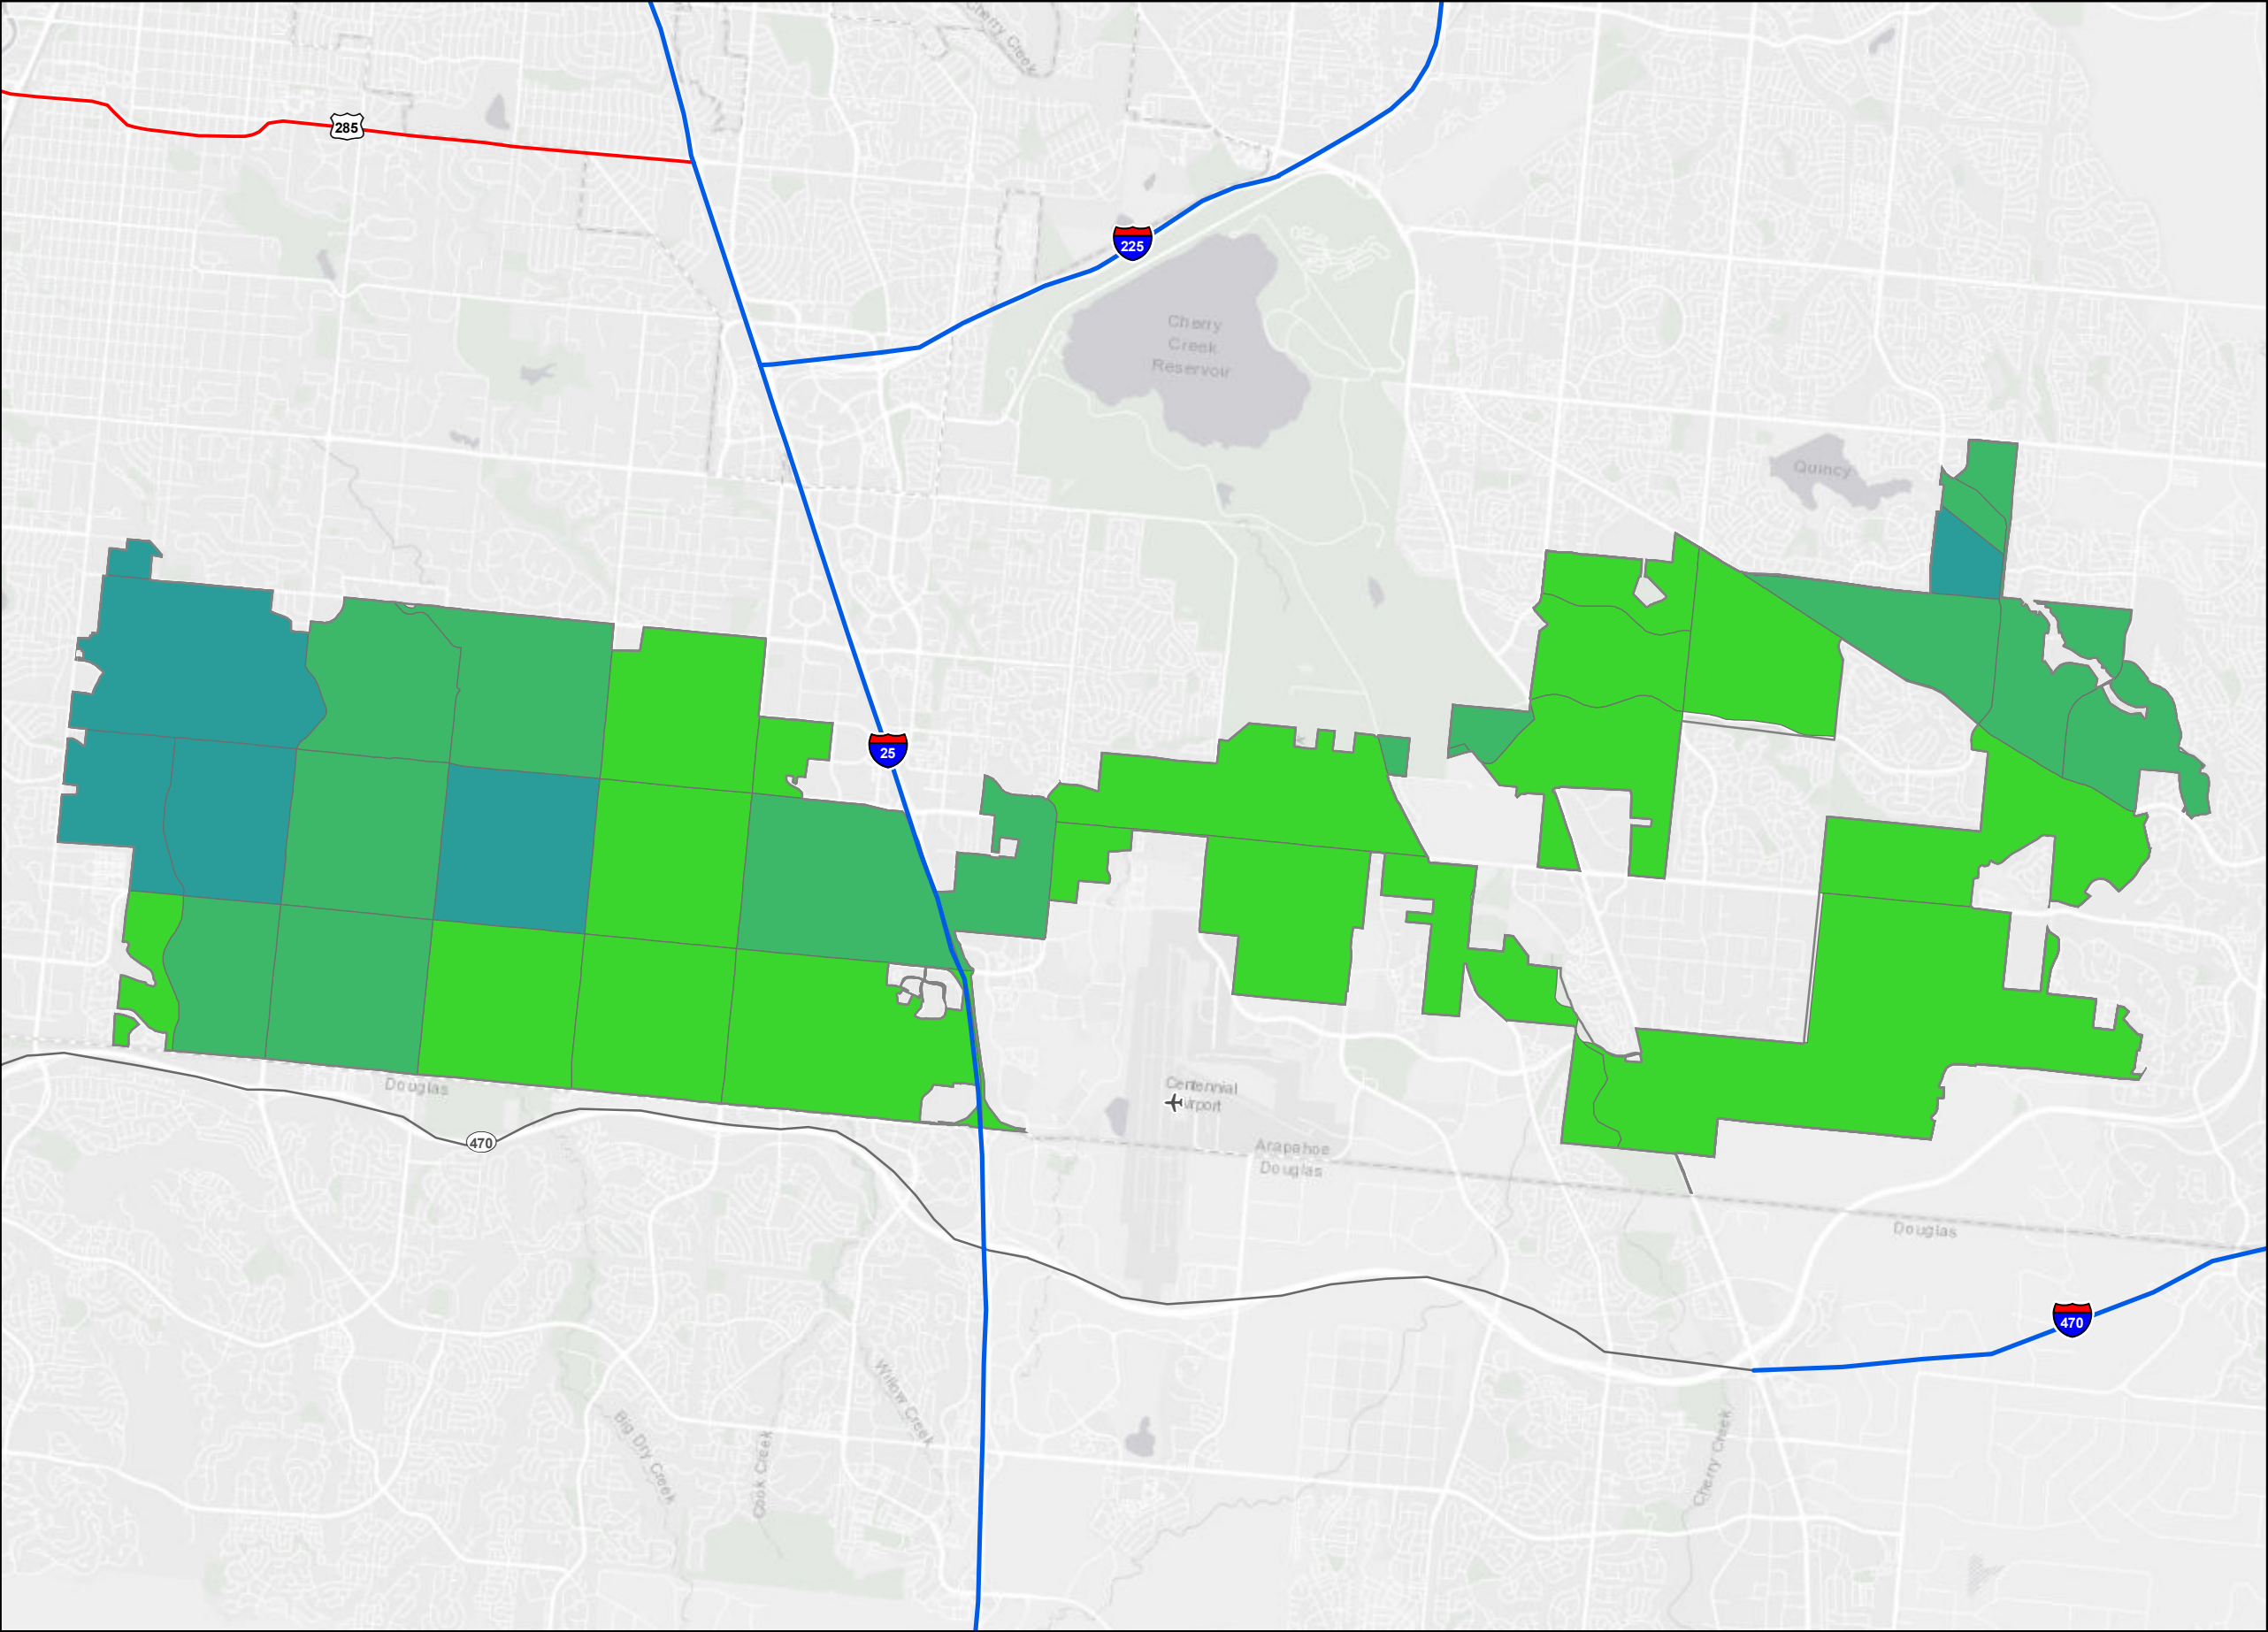 Cherry Creek
285
225
Cherry
Creek
Reservoir
Quincy
25
Douglas
Centennial
Airport
470
Arapahoe
Douglas
Douglas
470
Willow Creek
Big Dry Creek
Cook Creek
Cherry Creek